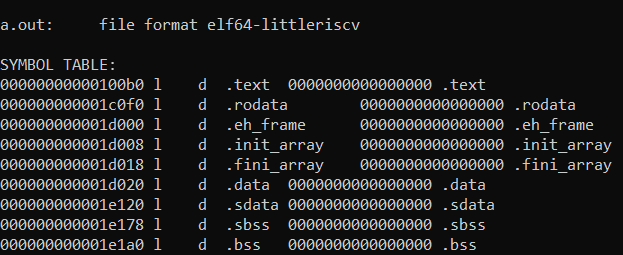 a.out:     file format elf64-littleriscv
SYMBOL TABLE:
00000000000100b0 l    d  .text  0000000000000000 .text
000000000001c0f0 l    d  .rodata        0000000000000000 .rodata
000000000001d000 l    d  .eh_frame      0000000000000000 .eh_frame
000000000001d008 l    d  .init_array    0000000000000000 .init_array
000000000001d018 l    d  .fini_array    0000000000000000 .fini_array
000000000001d020 l    d  .data  0000000000000000 .data
000000000001e120 l    d  .sdata 0000000000000000 .sdata
000000000001e178 l    d  .sbss  0000000000000000 .sbss
000000000001e1a0 l    d  .bss   0000000000000000 .bss